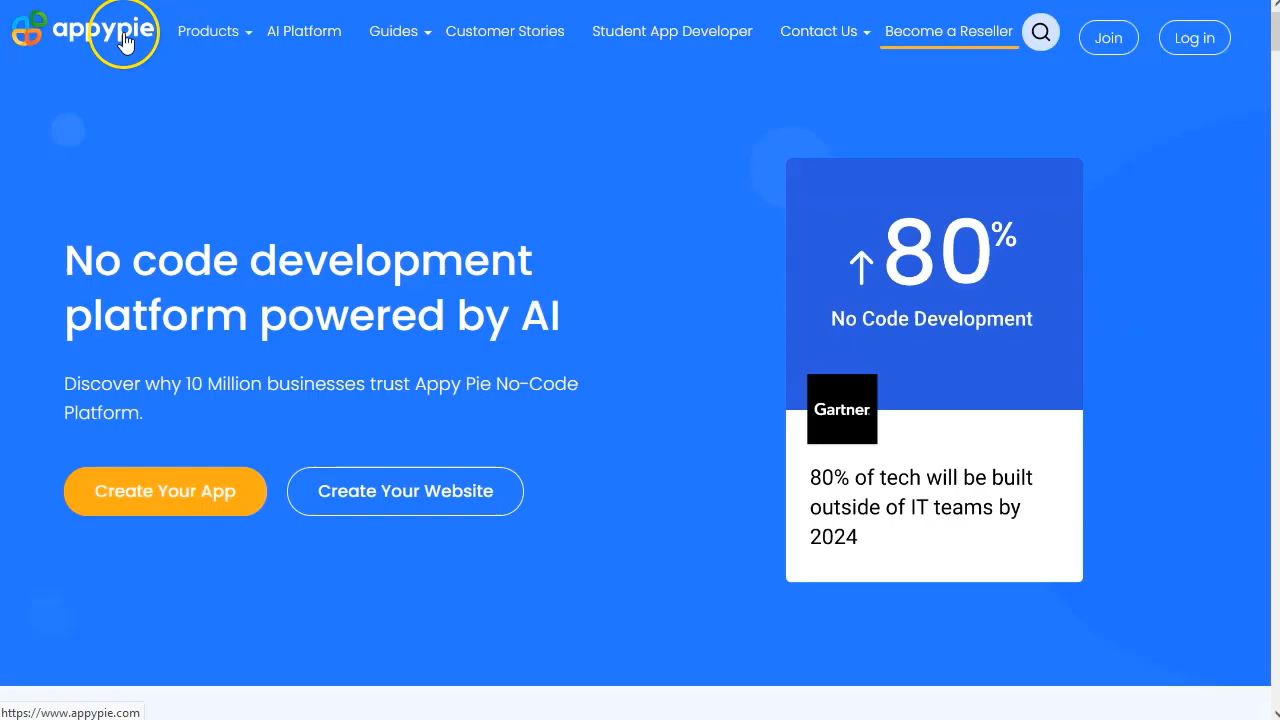 appypie
Products
AI Platform
Guides
Customer Stories
Student App Developer
Contact Us
Become a Reseller
Join
Log in
No code development
platform powered by AI
Discover why 10 Million businesses trust Appy Pie No-Code
Platform.
Create Your App
Create Your Website
↑80%
No Code Development
Gartner
80% of tech will be built
outside of IT teams by
2024
https://www.appypie.com